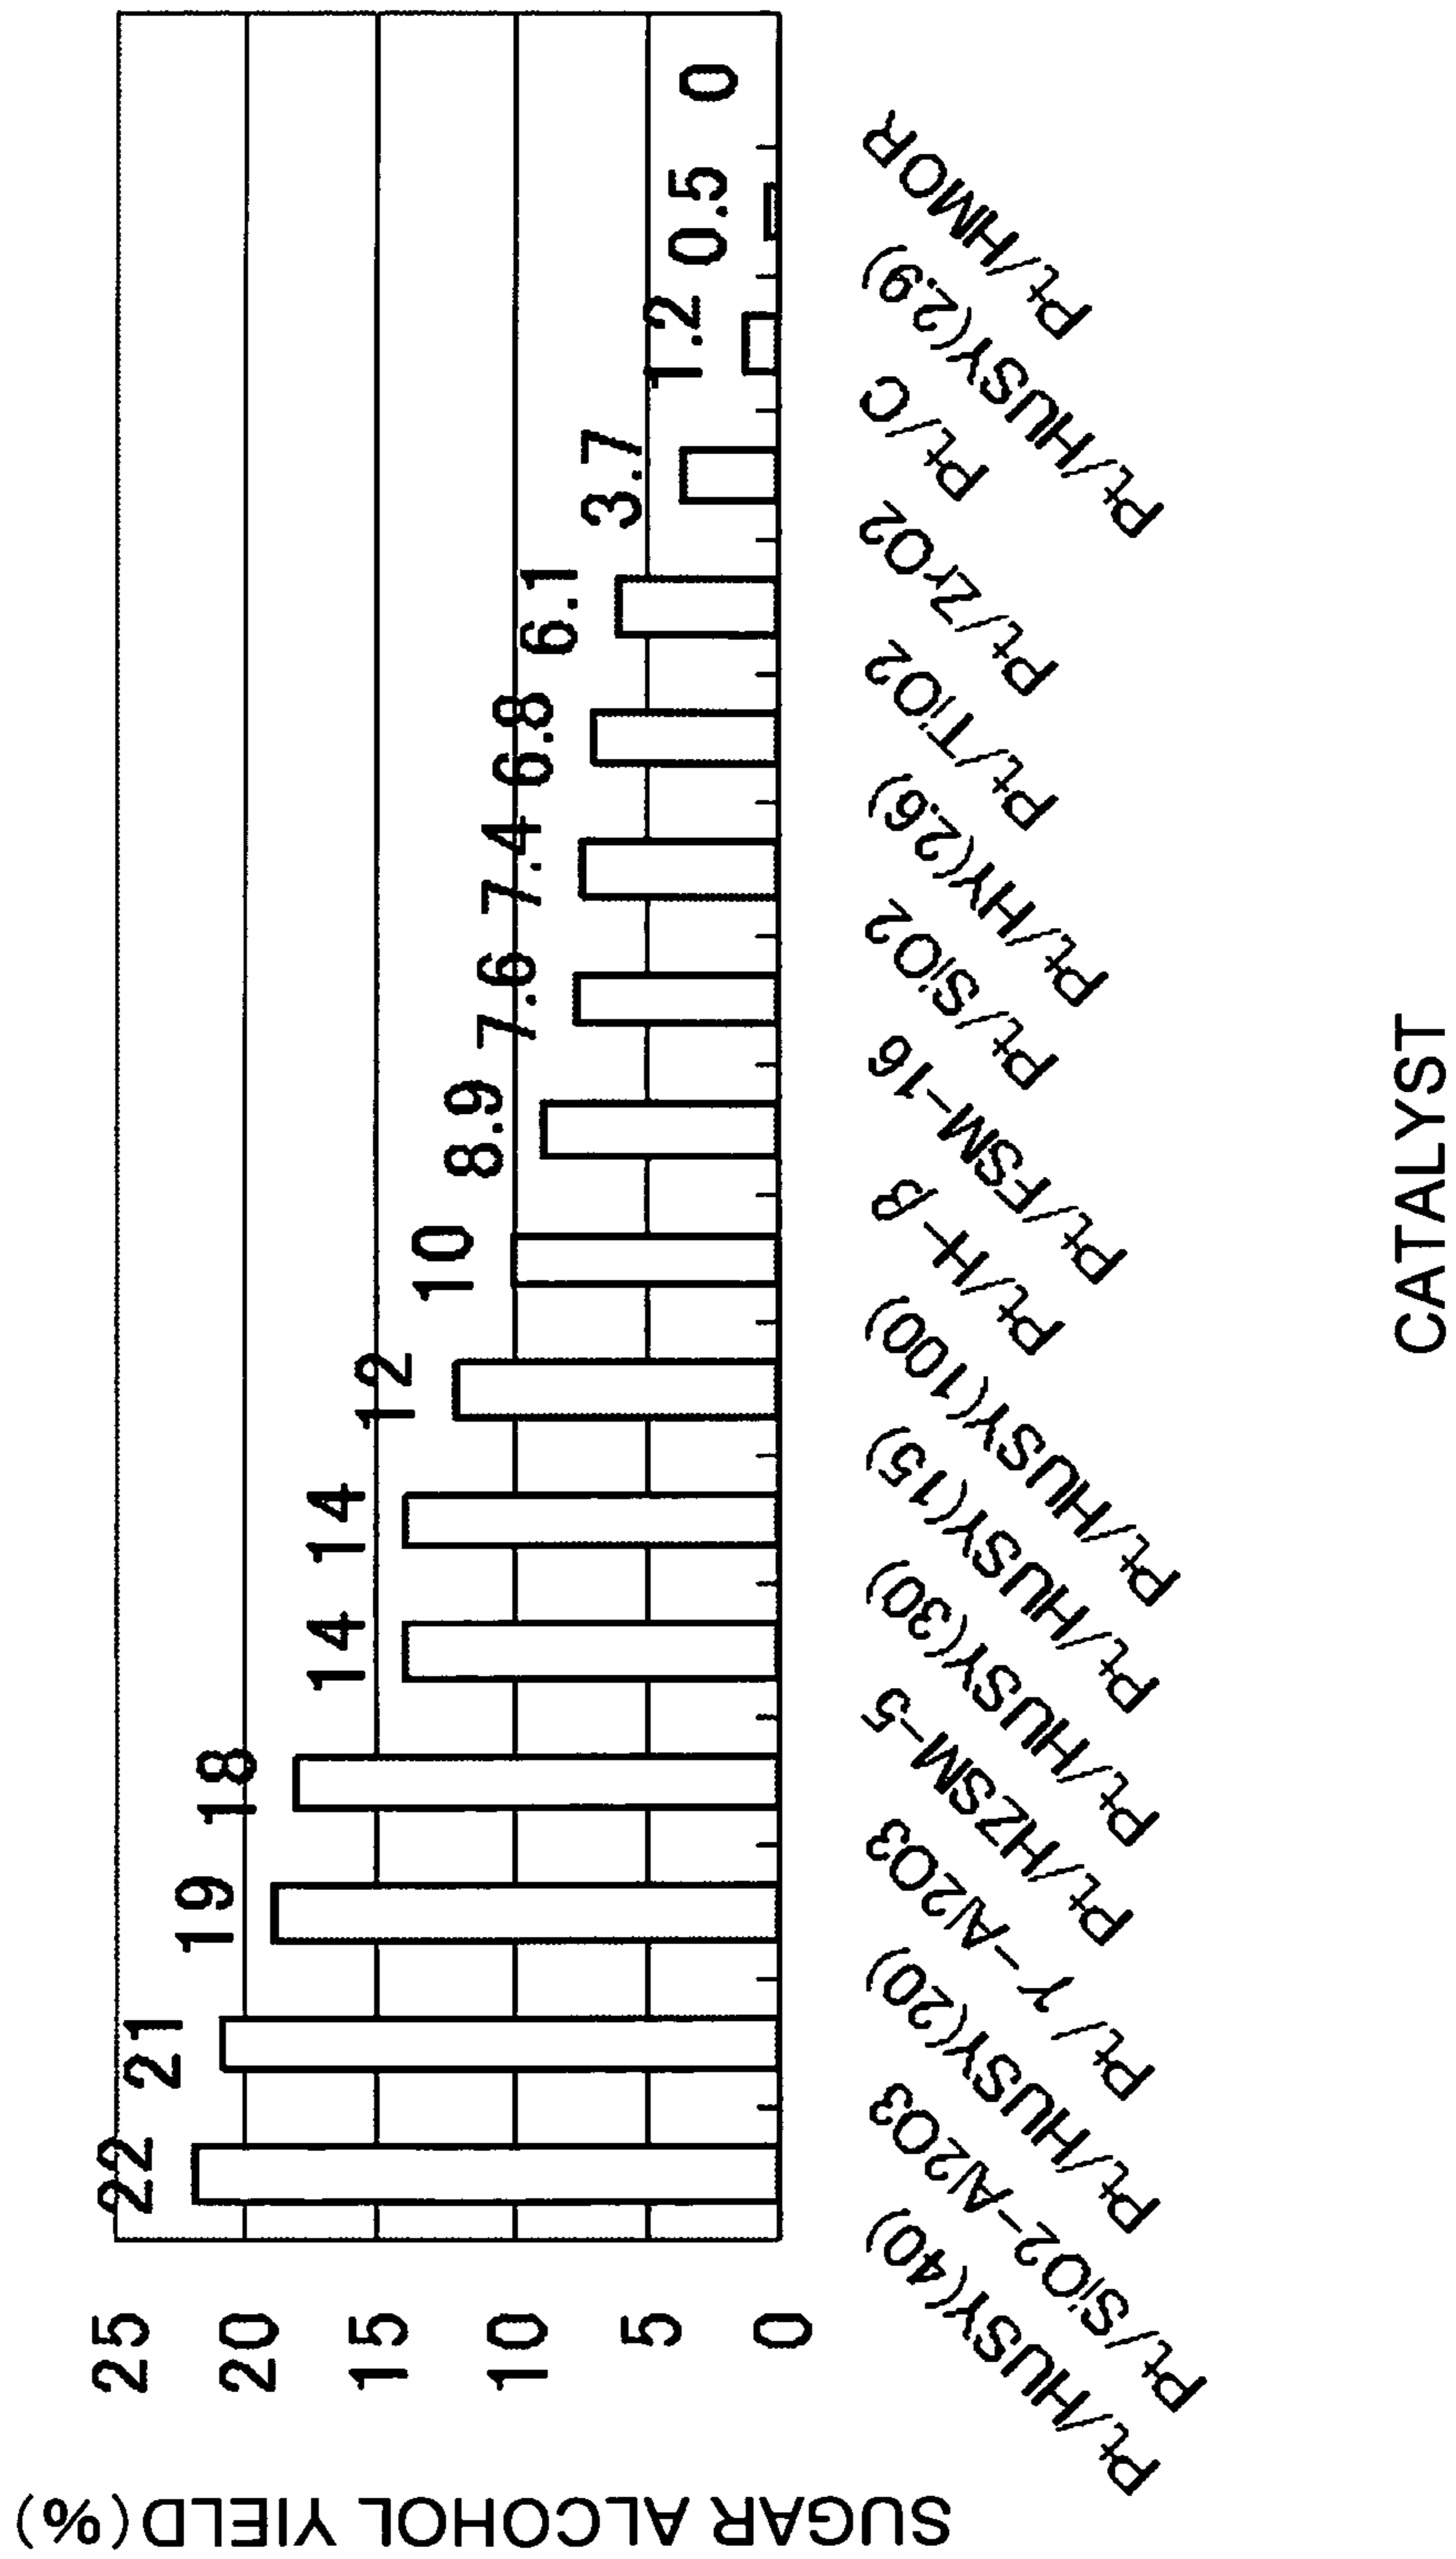 SUGAR ALCOHOL YIELD(%)
25
20
15
10
5
0
22
21
19
18
14
14
12
10
8.9
7.6
7.4
6.8
6.1
3.7
1.2
0.5
0
Pt/HUSY(40)
Pt/SiO2-Al2O3
Pt/HUSY(20)
Pt/γ-Al2O3
Pt/HZSM-5
Pt/HUSY(30)
Pt/HUSY(15)
Pt/HUSY(100)
Pt/H-β
Pt/FSM-16
Pt/SiO2
Pt/HY(2.6)
Pt/TiO2
Pt/ZrO2
Pt/C
Pt/HUSY(2.9)
Pt/HMOR
CATALYST